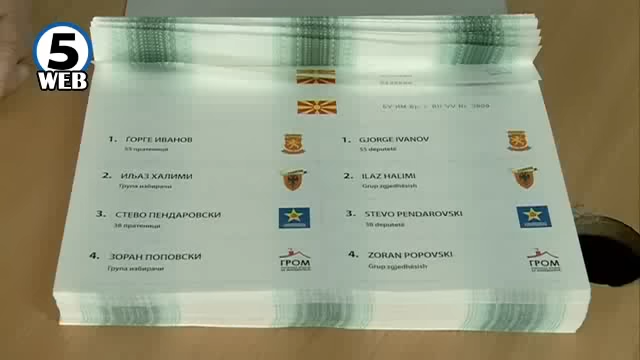 5
WEB
1. ЃОРГЕ ИВАНОВ
55 пратеници
2. ИЉАЗ ХАЛИМИ
Група избирачи
3. СТЕВО ПЕНДАРОВСКИ
38 пратеници
4. ЗОРАН ПОПОВСКИ
Група избирачи
ГРОМ
1. GJORGE IVANOV
55 deputetë
2. ILAZ HALIMI
Grup zgjedhësish
3. STEVO PENDAROVSKI
38 deputetë
4. ZORAN POPOVSKI
Grup zgjedhësish
ГРОМ